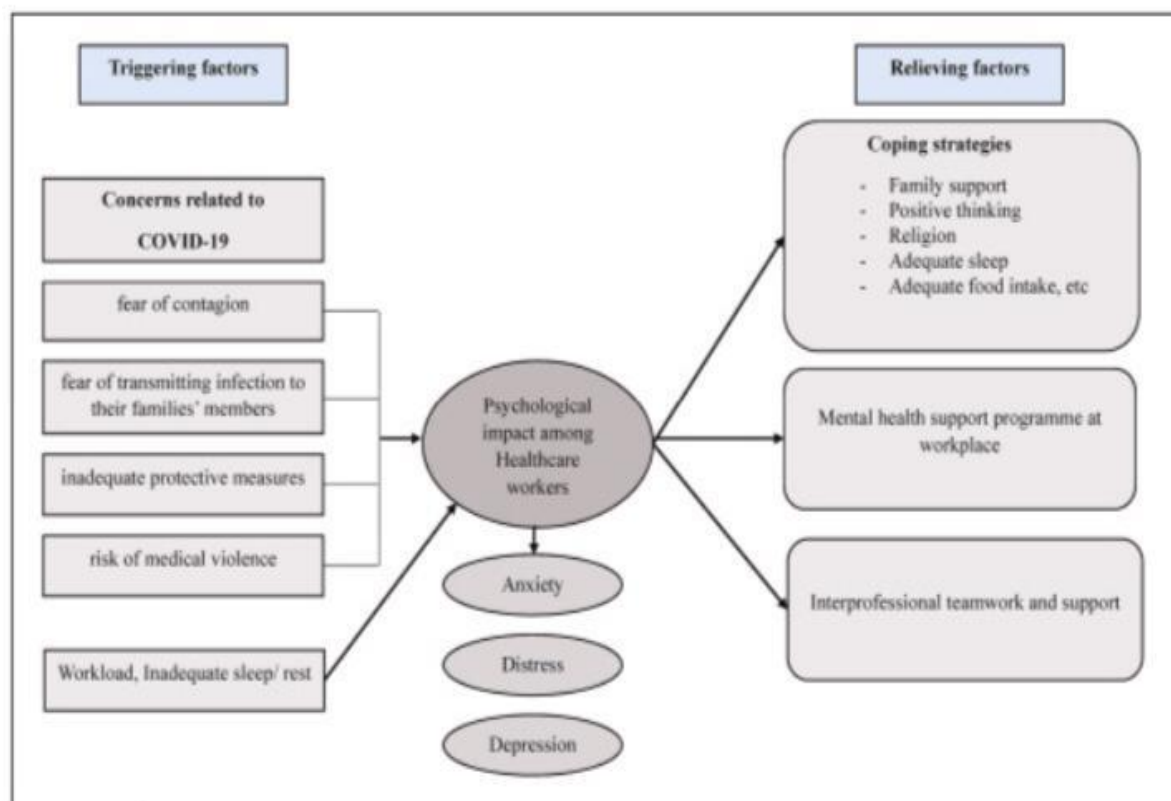 Triggering factors
Concerns related to
COVID-19
fear of contagion
fear of transmitting infection to
their families' members
inadequate protective measures
risk of medical violence
Workload, Inadequate sleep/ rest
Psychological
impact among
Healthcare
workers
Anxiety
Distress
Depression
Relieving factors
Coping strategies
- Family support
- Positive thinking
- Religion
- Adequate sleep
- Adequate food intake, etc
Mental health support programme at
workplace
Interprofessional teamwork and support